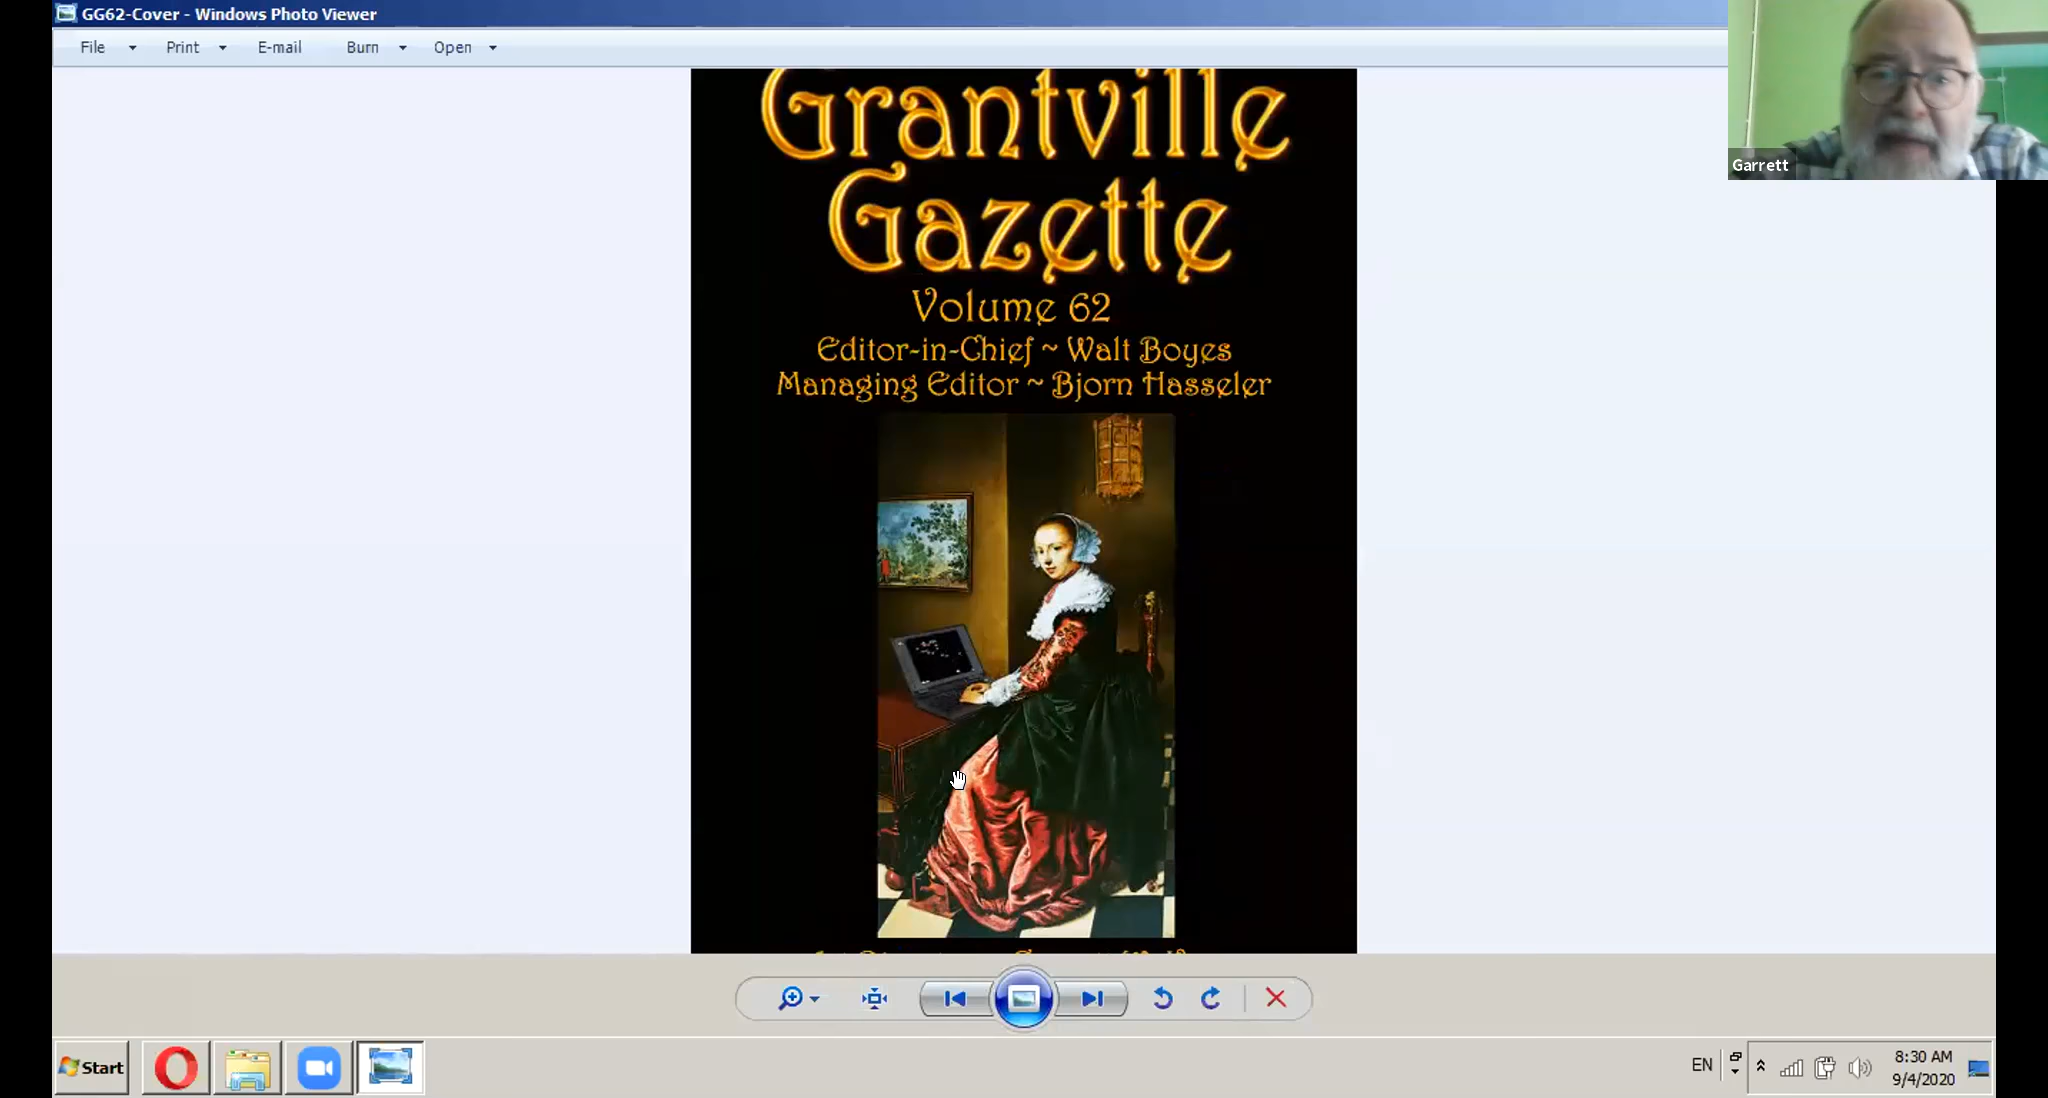 GG62-Cover - Windows Photo Viewer
File Print E-mail Burn Open
Garrett
Grantville
Gazette
Volume 62
Editor-in-Chief ~ Walt Boyes
Managing Editor ~ Bjorn Hasseler
Start
EN
8:30 AM
9/4/2020